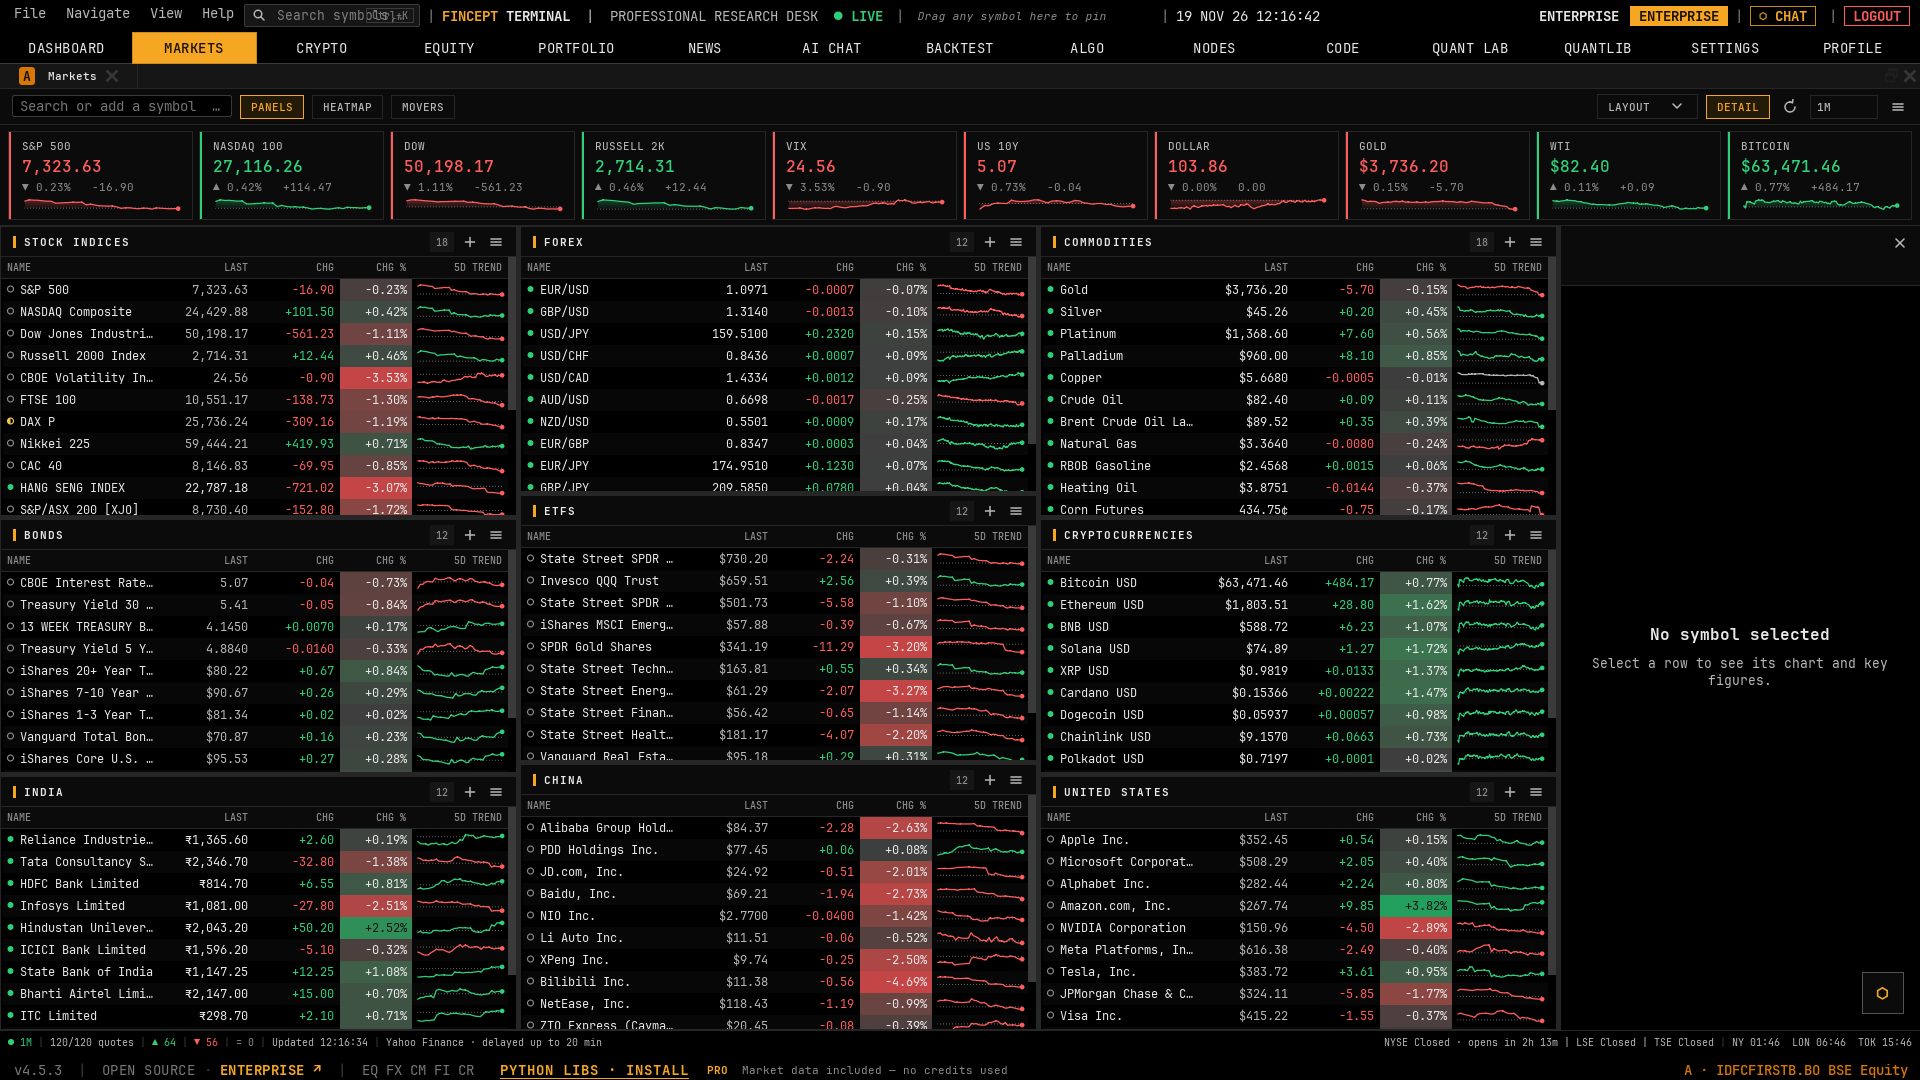 File Navigate View Help Search symbols... Ctrl+K | FINCEPT TERMINAL | PROFESSIONAL RESEARCH DESK ● LIVE | Drag any symbol here to pin | 19 NOV 26 12:16:42 ENTERPRISE ENTERPRISE | CHAT | LOGOUT
DASHBOARD MARKETS CRYPTO EQUITY PORTFOLIO NEWS AI CHAT BACKTEST ALGO NODES CODE QUANT LAB QUANTLIB SETTINGS PROFILE
A Markets
Search or add a symbol … PANELS HEATMAP MOVERS LAYOUT DETAIL 1M
S&P 500 NASDAQ 100 DOW RUSSELL 2K VIX US 10Y DOLLAR GOLD WTI BITCOIN
7,323.63 27,116.26 50,198.17 2,714.31 24.56 5.07 103.86 $3,736.20 $82.40 $63,471.46
▼ 0.23% -16.90 ▲ 0.42% +114.47 ▼ 1.11% -561.23 ▲ 0.46% +12.44 ▼ 3.53% -0.90 ▼ 0.73% -0.04 ▼ 0.00% 0.00 ▼ 0.15% -5.70 ▲ 0.11% +0.09 ▲ 0.77% +484.17
STOCK INDICES 18
NAME LAST CHG CHG % 5D TREND
S&P 500 7,323.63 -16.90 -0.23%
NASDAQ Composite 24,429.88 +101.50 +0.42%
Dow Jones Industri… 50,198.17 -561.23 -1.11%
Russell 2000 Index 2,714.31 +12.44 +0.46%
CBOE Volatility In… 24.56 -0.90 -3.53%
FTSE 100 10,551.17 -138.73 -1.30%
DAX P 25,736.24 -309.16 -1.19%
Nikkei 225 59,444.21 +419.93 +0.71%
CAC 40 8,146.83 -69.95 -0.85%
HANG SENG INDEX 22,787.18 -721.02 -3.07%
S&P/ASX 200 [XJO] 8,730.40 -152.80 -1.72%
BONDS 12
NAME LAST CHG CHG % 5D TREND
CBOE Interest Rate… 5.07 -0.04 -0.73%
Treasury Yield 30 … 5.41 -0.05 -0.84%
13 WEEK TREASURY B… 4.1450 +0.0070 +0.17%
Treasury Yield 5 Y… 4.8840 -0.0160 -0.33%
iShares 20+ Year T… $80.22 +0.67 +0.84%
iShares 7-10 Year … $90.67 +0.26 +0.29%
iShares 1-3 Year T… $81.34 +0.02 +0.02%
Vanguard Total Bon… $70.87 +0.16 +0.23%
iShares Core U.S. … $95.53 +0.27 +0.28%
INDIA 12
NAME LAST CHG CHG % 5D TREND
Reliance Industrie… ₹1,365.60 +2.60 +0.19%
Tata Consultancy S… ₹2,346.70 -32.80 -1.38%
HDFC Bank Limited ₹814.70 +6.55 +0.81%
Infosys Limited ₹1,081.00 -27.80 -2.51%
Hindustan Unilever… ₹2,043.20 +50.20 +2.52%
ICICI Bank Limited ₹1,596.20 -5.10 -0.32%
State Bank of India ₹1,147.25 +12.25 +1.08%
Bharti Airtel Limi… ₹2,147.00 +15.00 +0.70%
ITC Limited ₹298.70 +2.10 +0.71%
FOREX 12
NAME LAST CHG CHG % 5D TREND
EUR/USD 1.0971 -0.0007 -0.07%
GBP/USD 1.3140 -0.0013 -0.10%
USD/JPY 159.5100 +0.2320 +0.15%
USD/CHF 0.8436 +0.0007 +0.09%
USD/CAD 1.4334 +0.0012 +0.09%
AUD/USD 0.6698 -0.0017 -0.25%
NZD/USD 0.5501 +0.0009 +0.17%
EUR/GBP 0.8347 +0.0003 +0.04%
EUR/JPY 174.9510 +0.1230 +0.07%
GBP/JPY 209.5850 +0.0780 +0.04%
ETFS 12
NAME LAST CHG CHG % 5D TREND
State Street SPDR … $730.20 -2.24 -0.31%
Invesco QQQ Trust $659.51 +2.56 +0.39%
State Street SPDR … $501.73 -5.58 -1.10%
iShares MSCI Emerg… $57.88 -0.39 -0.67%
SPDR Gold Shares $341.19 -11.29 -3.20%
State Street Techn… $163.81 +0.55 +0.34%
State Street Energ… $61.29 -2.07 -3.27%
State Street Finan… $56.42 -0.65 -1.14%
State Street Healt… $181.17 -4.07 -2.20%
Vanguard Real Esta… $95.18 +0.29 +0.31%
CHINA 12
NAME LAST CHG CHG % 5D TREND
Alibaba Group Hold… $84.37 -2.28 -2.63%
PDD Holdings Inc. $77.45 +0.06 +0.08%
JD.com, Inc. $24.92 -0.51 -2.01%
Baidu, Inc. $69.21 -1.94 -2.73%
NIO Inc. $2.7700 -0.0400 -1.42%
Li Auto Inc. $11.51 -0.06 -0.52%
XPeng Inc. $9.74 -0.25 -2.50%
Bilibili Inc. $11.38 -0.56 -4.69%
NetEase, Inc. $118.43 -1.19 -0.99%
ZTO Express (Cayma… $20.45 -0.08 -0.39%
COMMODITIES 18
NAME LAST CHG CHG % 5D TREND
Gold $3,736.20 -5.70 -0.15%
Silver $45.26 +0.20 +0.45%
Platinum $1,368.60 +7.60 +0.56%
Palladium $960.00 +8.10 +0.85%
Copper $5.6680 -0.0005 -0.01%
Crude Oil $82.40 +0.09 +0.11%
Brent Crude Oil La… $89.52 +0.35 +0.39%
Natural Gas $3.3640 -0.0080 -0.24%
RBOB Gasoline $2.4568 +0.0015 +0.06%
Heating Oil $3.8751 -0.0144 -0.37%
Corn Futures 434.75¢ -0.75 -0.17%
CRYPTOCURRENCIES 12
NAME LAST CHG CHG % 5D TREND
Bitcoin USD $63,471.46 +484.17 +0.77%
Ethereum USD $1,803.51 +28.80 +1.62%
BNB USD $588.72 +6.23 +1.07%
Solana USD $74.89 +1.27 +1.72%
XRP USD $0.9819 +0.0133 +1.37%
Cardano USD $0.15366 +0.00222 +1.47%
Dogecoin USD $0.05937 +0.00057 +0.98%
Chainlink USD $9.1570 +0.0663 +0.73%
Polkadot USD $0.7197 +0.0001 +0.02%
UNITED STATES 12
NAME LAST CHG CHG % 5D TREND
Apple Inc. $352.45 +0.54 +0.15%
Microsoft Corporat… $508.29 +2.05 +0.40%
Alphabet Inc. $282.44 +2.24 +0.80%
Amazon.com, Inc. $267.74 +9.85 +3.82%
NVIDIA Corporation $150.96 -4.50 -2.89%
Meta Platforms, In… $616.38 -2.49 -0.40%
Tesla, Inc. $383.72 +3.61 +0.95%
JPMorgan Chase & C… $324.11 -5.85 -1.77%
Visa Inc. $415.22 -1.55 -0.37%
No symbol selected
Select a row to see its chart and key
figures.
● 1M | 120/120 quotes | ▲ 64 | ▼ 56 | = 0 | Updated 12:16:34 | Yahoo Finance · delayed up to 20 min NYSE Closed · opens in 2h 13m | LSE Closed | TSE Closed | NY 01:46 LON 06:46 TOK 15:46
v4.5.3 | OPEN SOURCE · ENTERPRISE ↗ | EQ FX CM FI CR PYTHON LIBS · INSTALL PRO Market data included — no credits used A · IDFCFIRSTB.BO BSE Equity